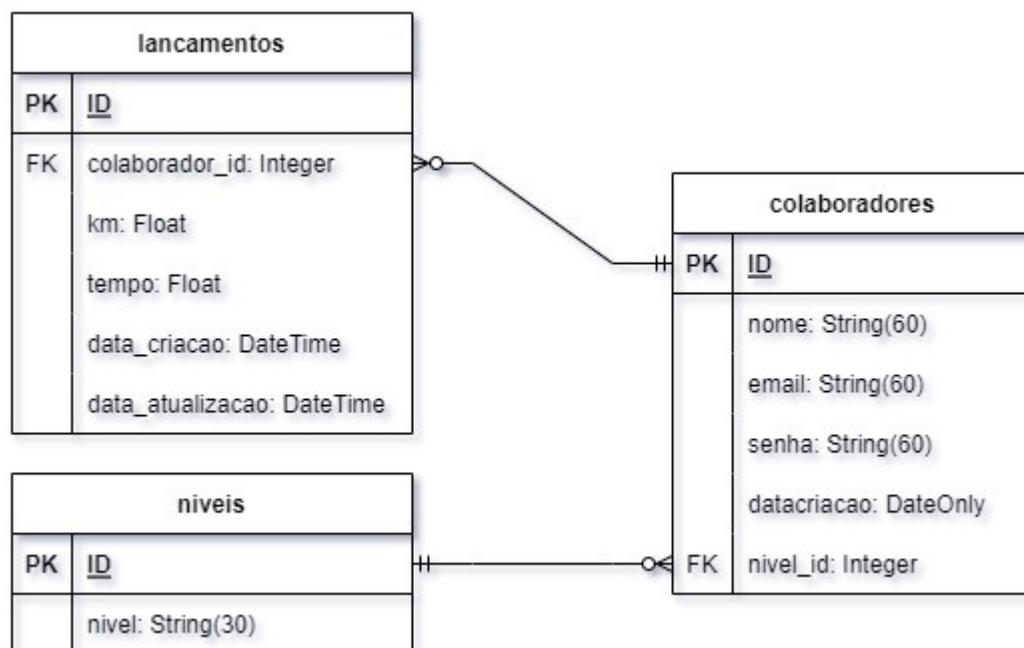 lancamentos
PK ID
FK colaborador_id: Integer
km: Float
tempo: Float
data_criacao: DateTime
data_atualizacao: DateTime
colaboradores
PK ID
nome: String(60)
email: String(60)
senha: String(60)
datacriacao: DateOnly
FK nivel_id: Integer
niveis
PK ID
nivel: String(30)